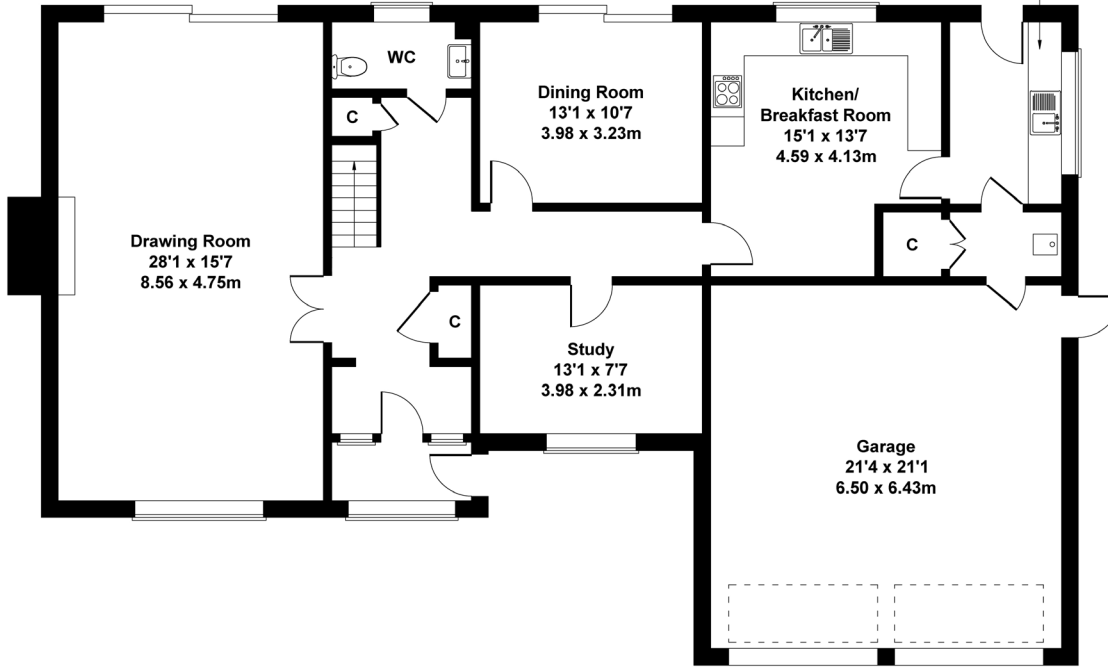 WC
C
Dining Room
13'1 x 10'7
3.98 x 3.23m
Kitchen/
Breakfast Room
15'1 x 13'7
4.59 x 4.13m
Drawing Room
28'1 x 15'7
8.56 x 4.75m
C
C
Study
13'1 x 7'7
3.98 x 2.31m
Garage
21'4 x 21'1
6.50 x 6.43m